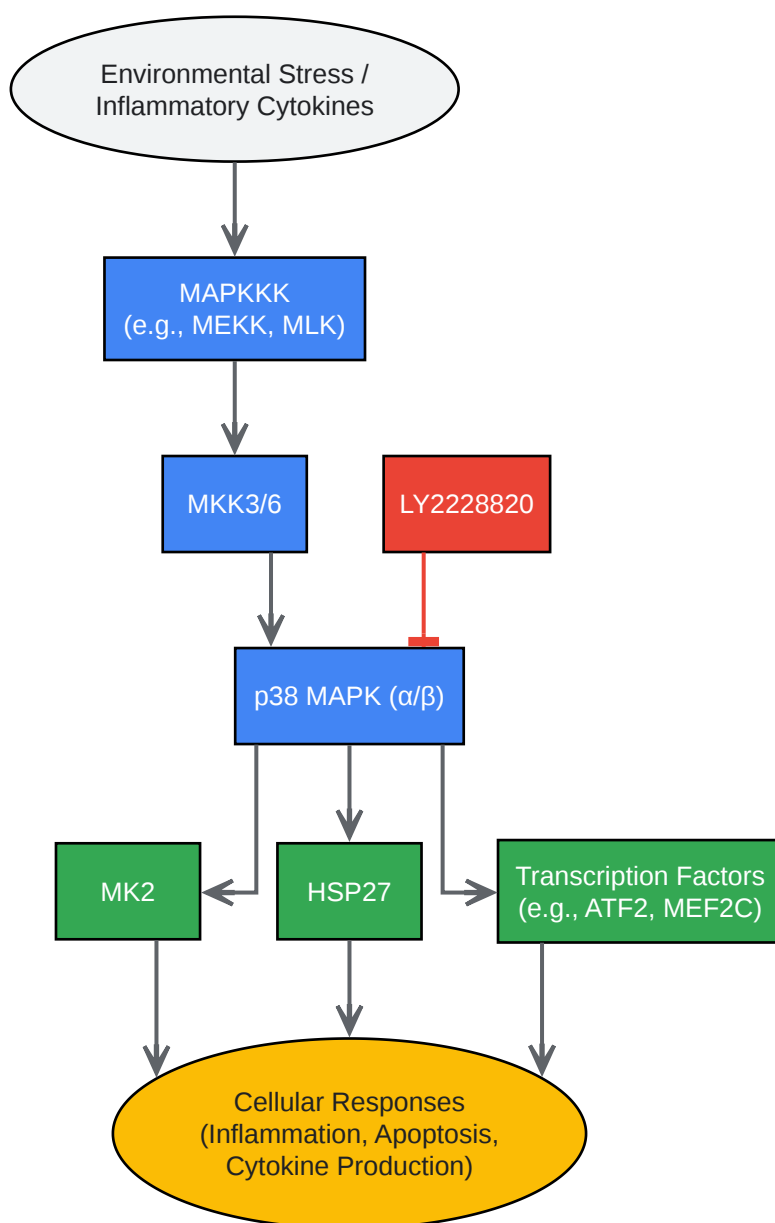 Environmental Stress /
Inflammatory Cytokines
MAPKKK
(e.g., MEKK, MLK)
MKK3/6
LY2228820
p38 MAPK (α/β)
MK2
HSP27
Transcription Factors
(e.g., ATF2, MEF2C)
Cellular Responses
(Inflammation, Apoptosis,
Cytokine Production)